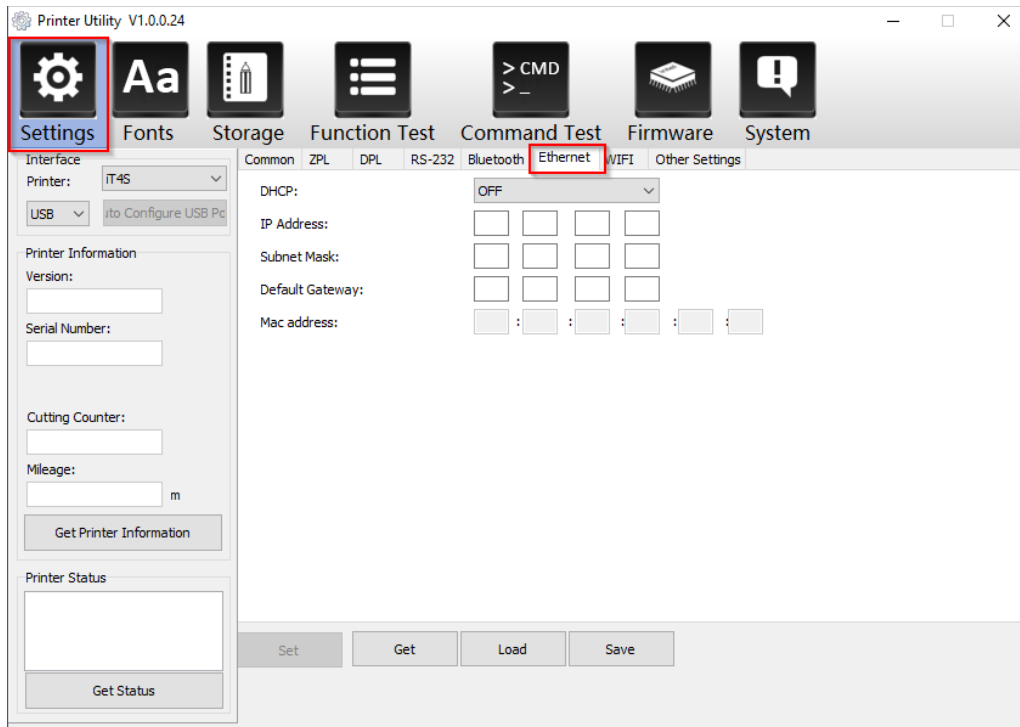 Printer Utility V1.0.0.24
> CMD
> _
Aa
Settings Fonts Storage Function Test Command Test Firmware System
Interface
Printer: iT4S
USB
Common ZPL DPL RS-232 Bluetooth Ethernet WIFI Other Settings
DHCP: OFF
IP Address:
Subnet Mask:
Default Gateway:
Mac address: : : : : :
Configure USB
Printer Information
Version:
Serial Number:
Cutting Counter:
Mileage:
m
Get Printer Information
Printer Status
Get Status
Set Get Load Save